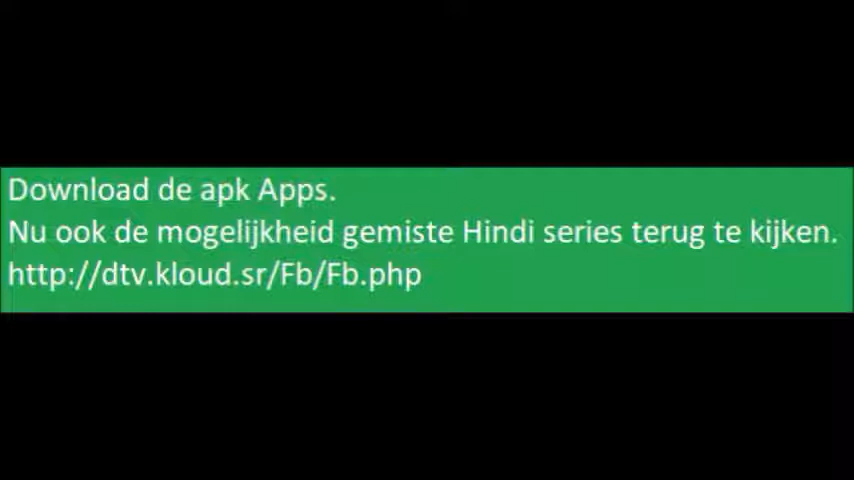 Download de apk Apps.
Nu ook de mogelijkheid gemiste Hindi series terug te kijken.
http://dtv.kloud.sr/Fb/Fb.php